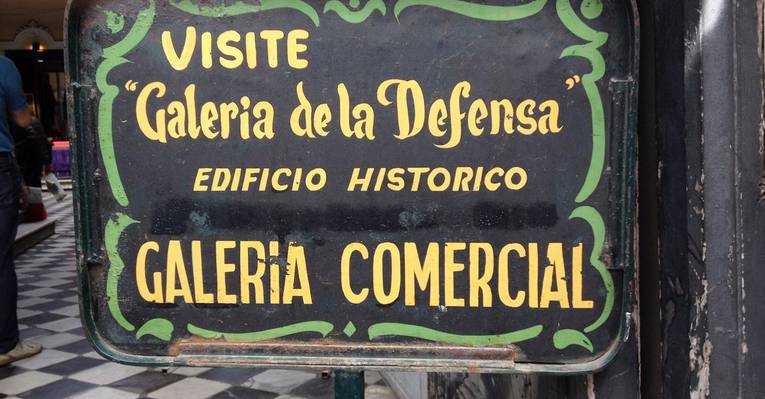 VISITE
"Galeria de la Defensa"
EDIFICIO HISTORICO
GALERIA COMERCIAL